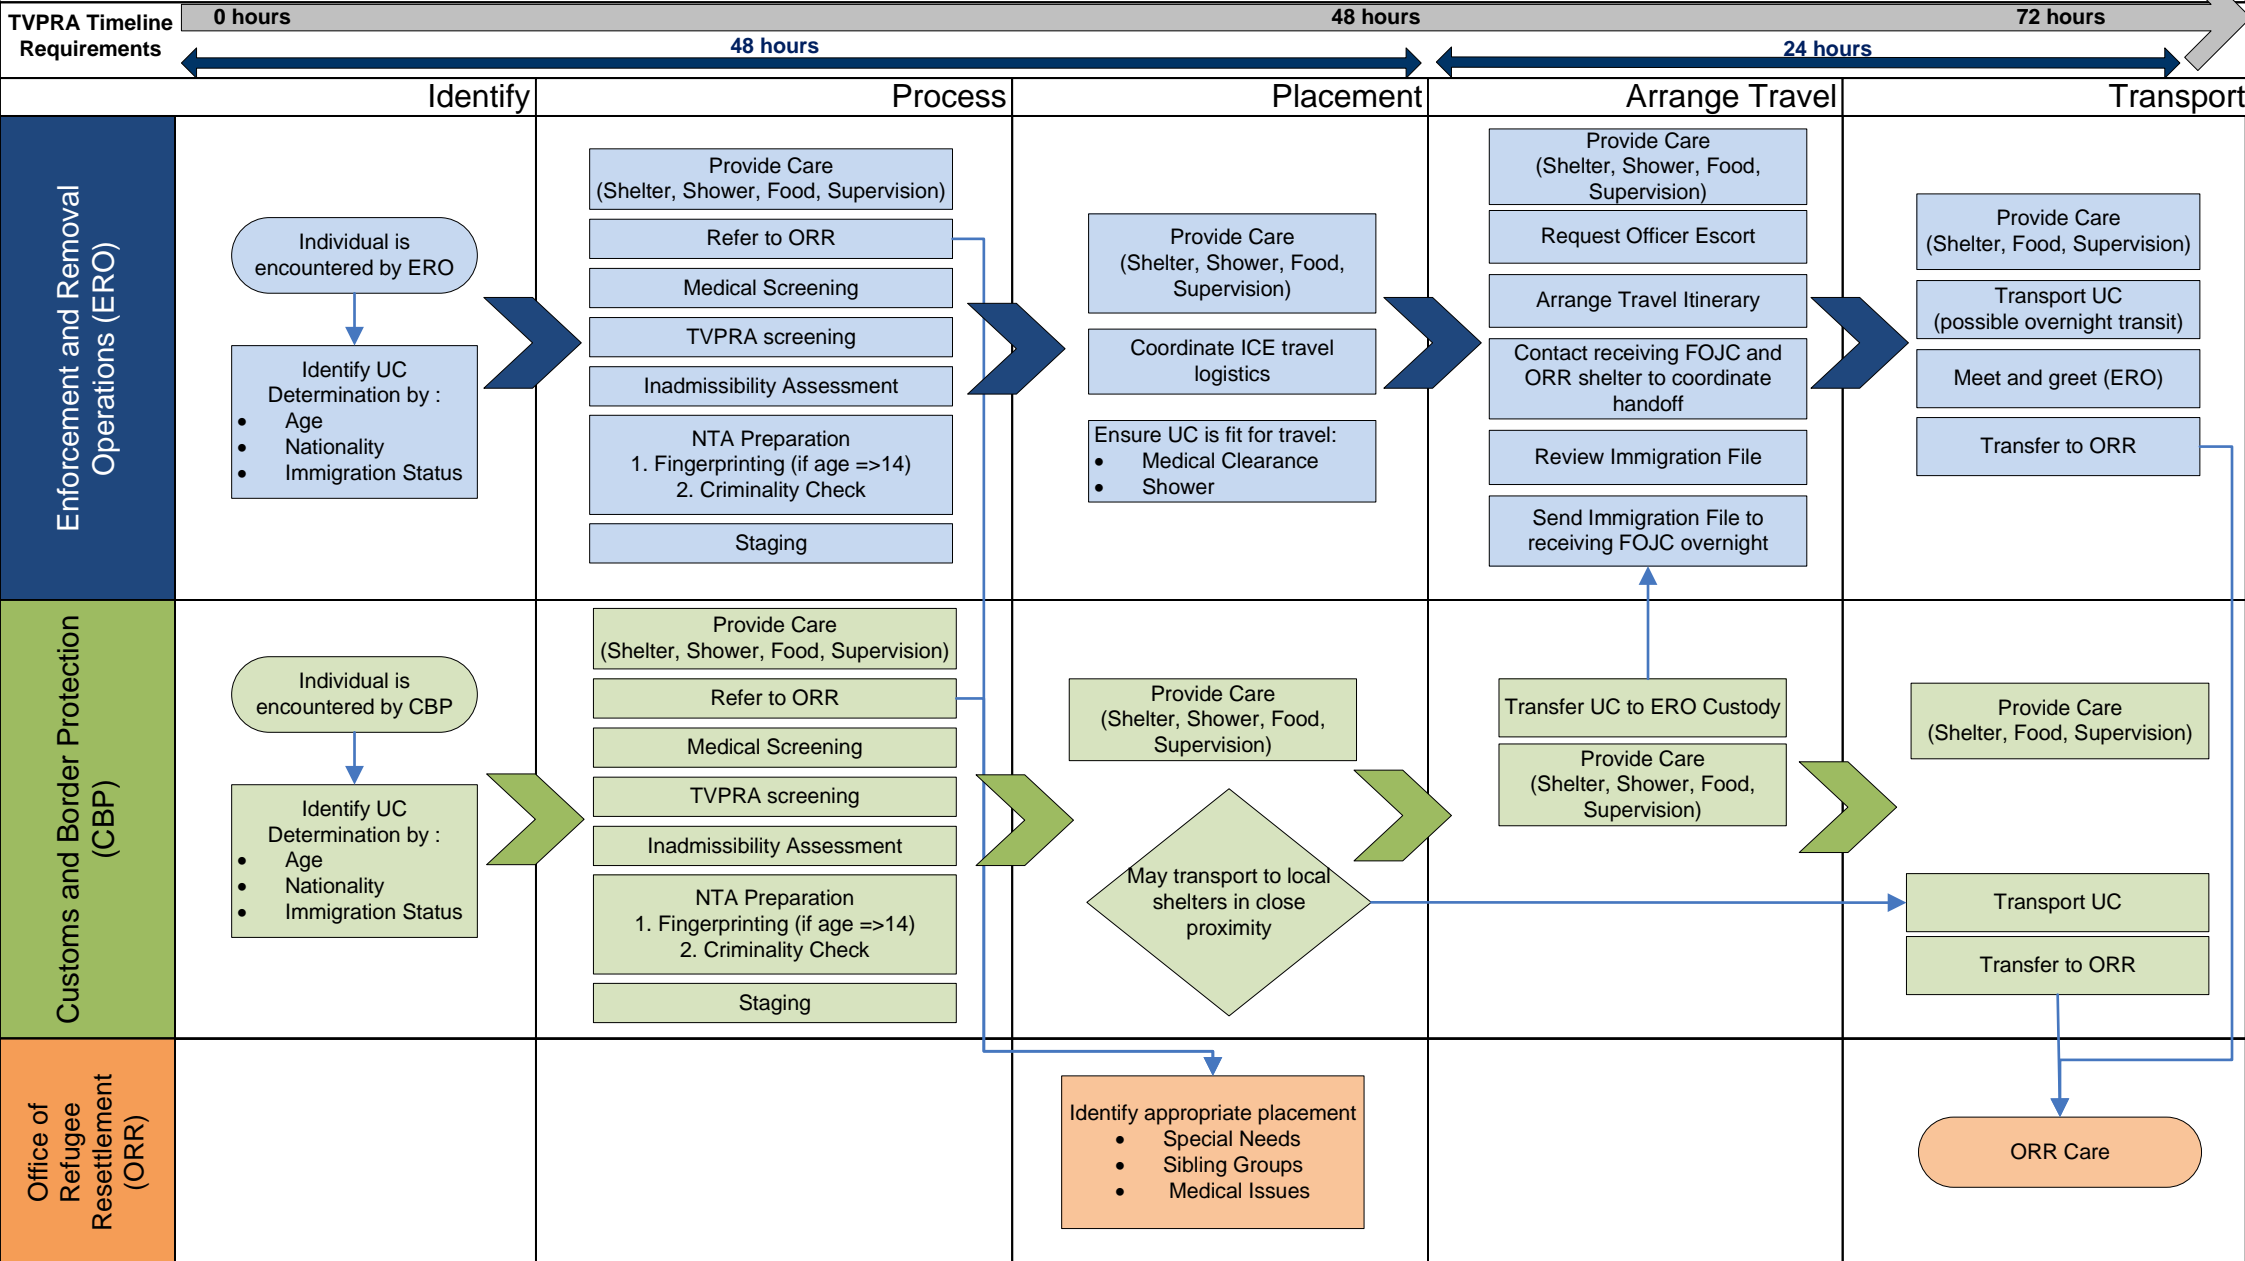 TVPRA Timeline
Requirements
0 hours
48 hours
72 hours
48 hours
24 hours
Identify
Process
Placement
Arrange Travel
Transport
Enforcement and Removal
Operations (ERO)
Individual is
encountered by ERO
Identify UC
Determination by :
• Age
• Nationality
• Immigration Status
Provide Care
(Shelter, Shower, Food, Supervision)
Refer to ORR
Medical Screening
TVPRA screening
Inadmissibility Assessment
NTA Preparation
1. Fingerprinting (if age =>14)
2. Criminality Check
Staging
Provide Care
(Shelter, Shower, Food,
Supervision)
Coordinate ICE travel
logistics
Ensure UC is fit for travel:
• Medical Clearance
• Shower
Provide Care
(Shelter, Shower, Food,
Supervision)
Request Officer Escort
Arrange Travel Itinerary
Contact receiving FOJC and
ORR shelter to coordinate
handoff
Review Immigration File
Send Immigration File to
receiving FOJC overnight
Provide Care
(Shelter, Food, Supervision)
Transport UC
(possible overnight transit)
Meet and greet (ERO)
Transfer to ORR
Customs and Border Protection
(CBP)
Individual is
encountered by CBP
Identify UC
Determination by :
• Age
• Nationality
• Immigration Status
Provide Care
(Shelter, Shower, Food, Supervision)
Refer to ORR
Medical Screening
TVPRA screening
Inadmissibility Assessment
NTA Preparation
1. Fingerprinting (if age =>14)
2. Criminality Check
Staging
Provide Care
(Shelter, Shower, Food,
Supervision)
May transport to local
shelters in close
proximity
Transfer UC to ERO Custody
Provide Care
(Shelter, Shower, Food,
Supervision)
Provide Care
(Shelter, Food, Supervision)
Transport UC
Transfer to ORR
Office of
Refugee
Resettlement
(ORR)
Identify appropriate placement
• Special Needs
• Sibling Groups
• Medical Issues
ORR Care